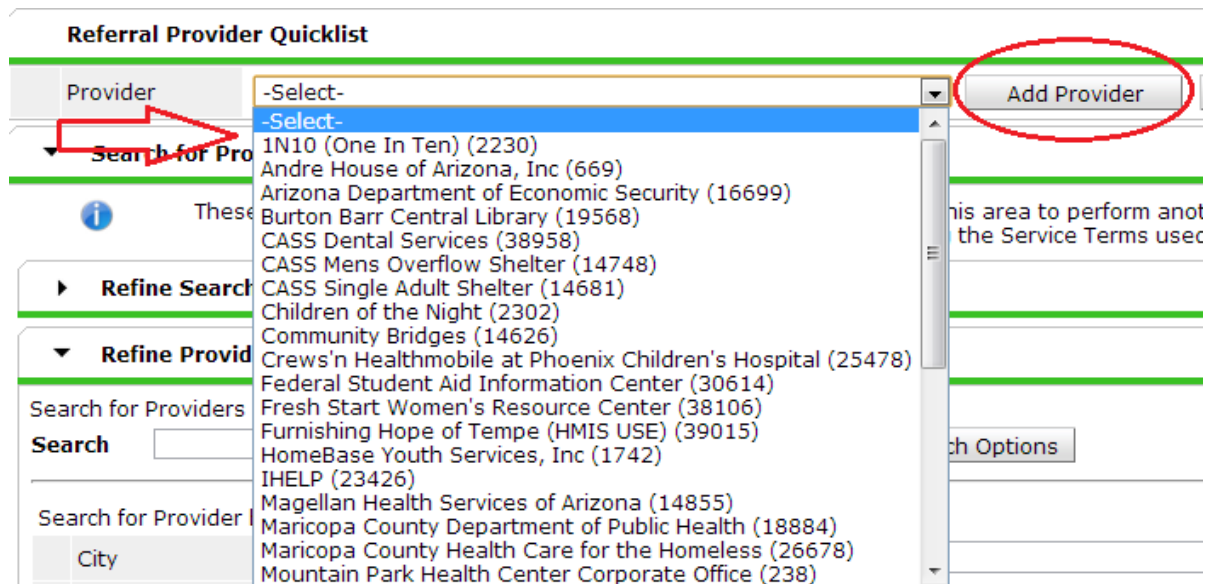 Referral Provider Quicklist
Provider -Select- Add Provider
-Select-
1N10 (One In Ten) (2230)
Search for Pro
Andre House of Arizona, Inc (669)
Arizona Department of Economic Security (16699)
These his area to perform anot
Burton Barr Central Library (19568)
the Service Terms used
CASS Dental Services (38958)
CASS Mens Overflow Shelter (14748)
Refine Search
CASS Single Adult Shelter (14681)
Children of the Night (2302)
Community Bridges (14626)
Refine Provid
Crews'n Healthmobile at Phoenix Children's Hospital (25478)
Federal Student Aid Information Center (30614)
Search for Providers
Fresh Start Women's Resource Center (38106)
Furnishing Hope of Tempe (HMIS USE) (39015)
Search ch Options
HomeBase Youth Services, Inc (1742)
IHELP (23426)
Magellan Health Services of Arizona (14855)
Search for Provider
Maricopa County Department of Public Health (18884)
Maricopa County Health Care for the Homeless (26678)
City
Mountain Park Health Center Corporate Office (238)